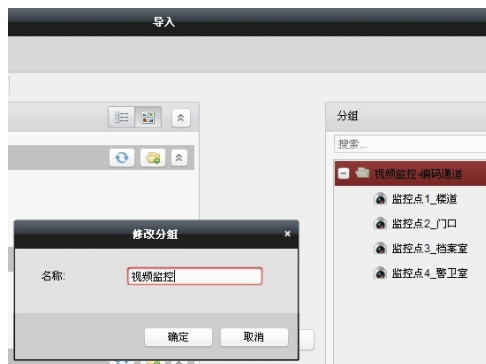 导入
分组
搜索...
视频监控-编码通道
监控点1_楼道
监控点2_门口
监控点3_档案室
监控点4_警卫室
修改分组
×
名称:
视频监控
确定
取消